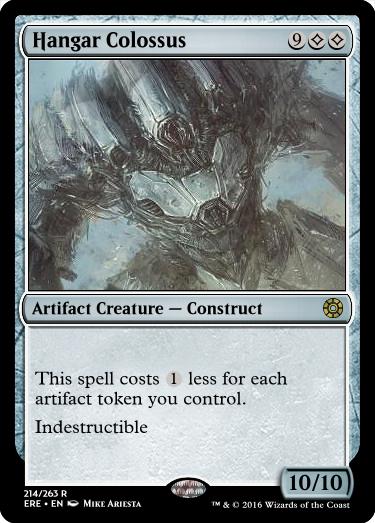 Hangar Colossus 9
Artifact Creature — Construct
This spell costs 1 less for each
artifact token you control.
Indestructible
10/10
214/263 R
ERE • EN Mike Ariesta
™ & © 2016 Wizards of the Coast